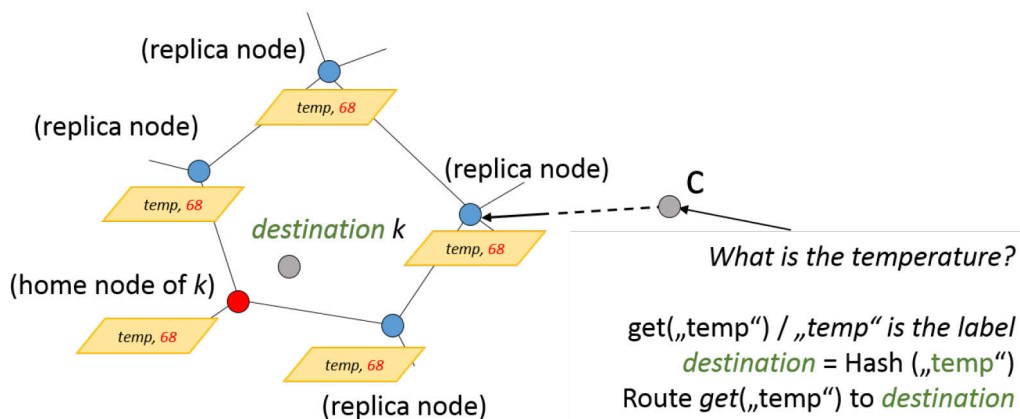 (replica node)
temp, 68
(replica node)
temp, 68
(replica node)
temp, 68
C
destination k
(home node of k)
temp, 68
temp, 68
(replica node)
What is the temperature?
get(„temp“) / „temp“ is the label
destination = Hash („temp“)
Route get(„temp“) to destination